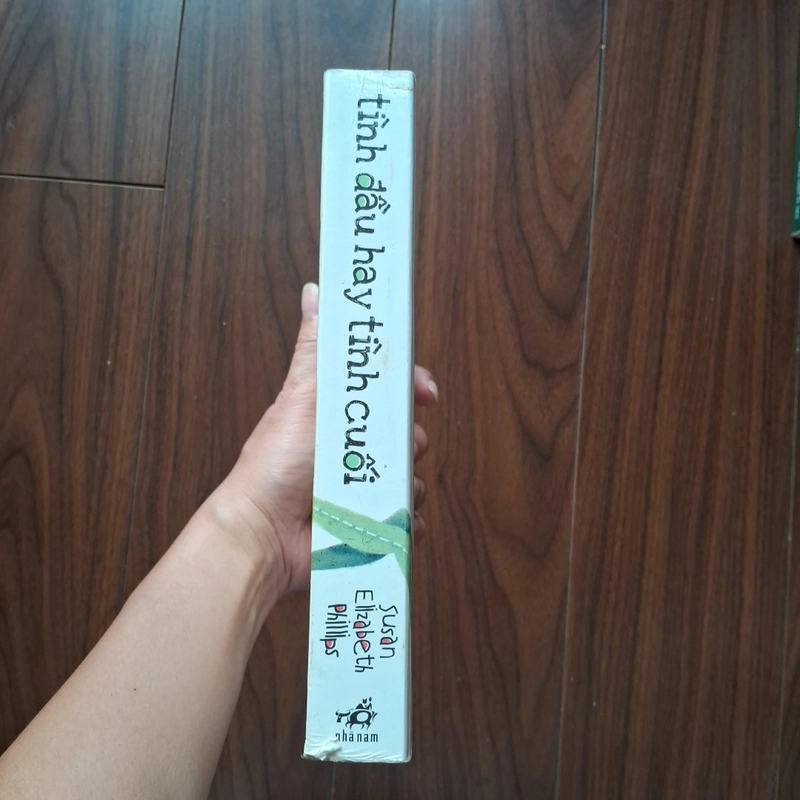 tình đầu hay tình cuối
Susan
Elizabeth
Phillips
nhã nam